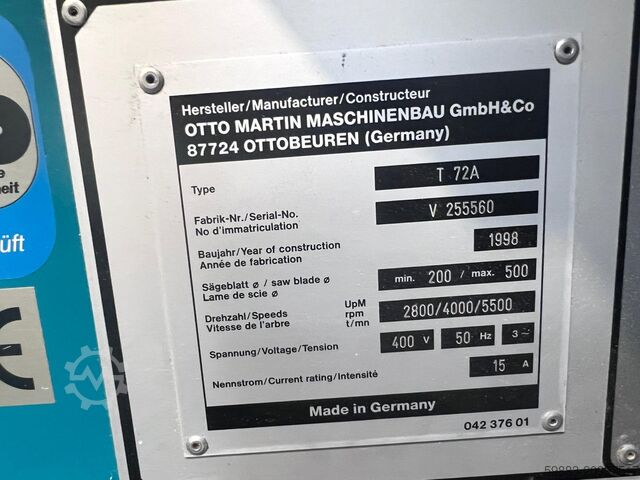 Hersteller/Manufacturer/Constructeur
OTTO MARTIN MASCHINENBAU GmbH&Co
87724 OTTOBEUREN (Germany)
Type T 72A
Fabrik-Nr./Serial-No. V 255560
No d'immatriculation
Baujahr/Year of construction 1998
Année de fabrication
Sägeblatt ø / saw blade ø min. 200 / max. 500
Lame de scie ø
Drehzahl/Speeds UpM 2800/4000/5500
Vitesse de l'arbre rpm
t/mn
Spannung/Voltage/Tension 400 V 50 Hz 3~
Nennstrom/Current rating/Intensité 15 A
Made in Germany
042 376 01
e
eit
üft
CE